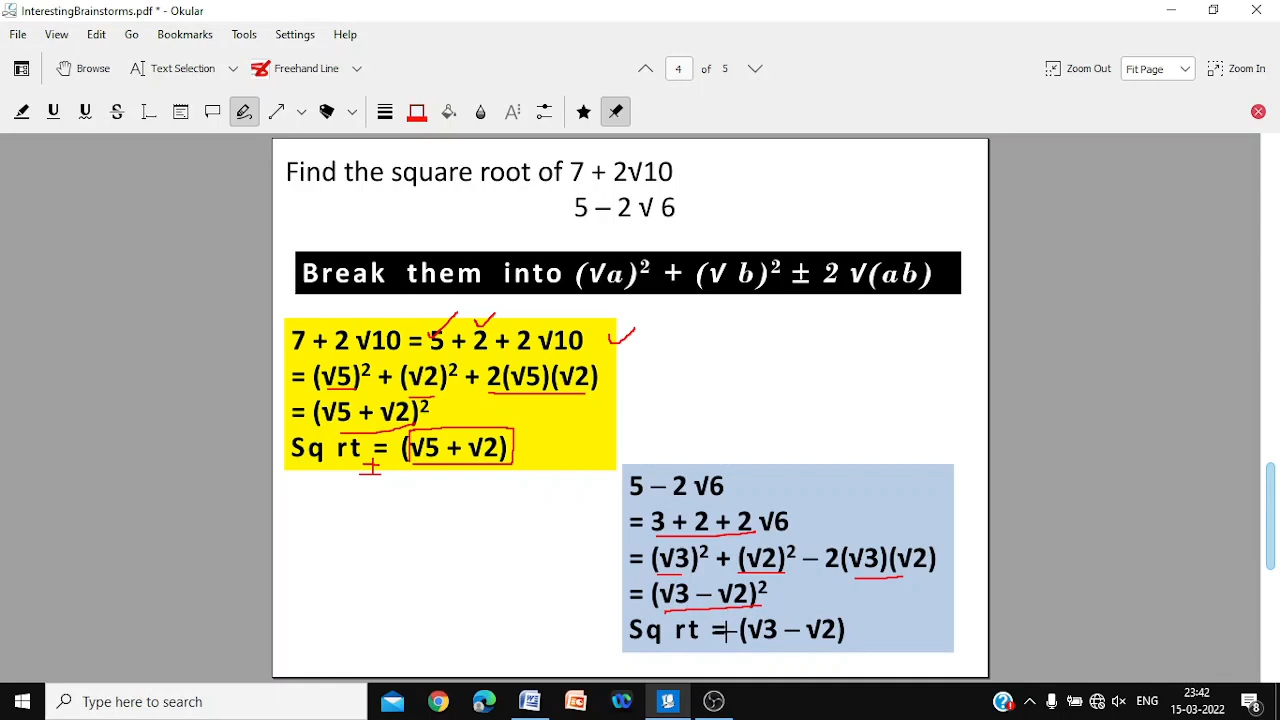 InterestingBrainstorms.pdf * - Okular
File View Edit Go Bookmarks Tools Settings Help
Browse Text Selection Freehand Line 4 of 5 Zoom Out Fit Page Zoom In
Find the square root of 7 + 2√10
5 – 2 √ 6
Break them into (√a)² + (√ b)² ± 2 √(ab)
7 + 2 √10 = 5 + 2 + 2 √10
= (√5)² + (√2)² + 2(√5)(√2)
= (√5 + √2)²
Sq rt = (√5 + √2)
±
5 – 2 √6
= 3 + 2 + 2 √6
= (√3)² + (√2)² – 2(√3)(√2)
= (√3 – √2)²
Sq rt = (√3 – √2)
Type here to search
ENG
23:42
15-03-2022
8